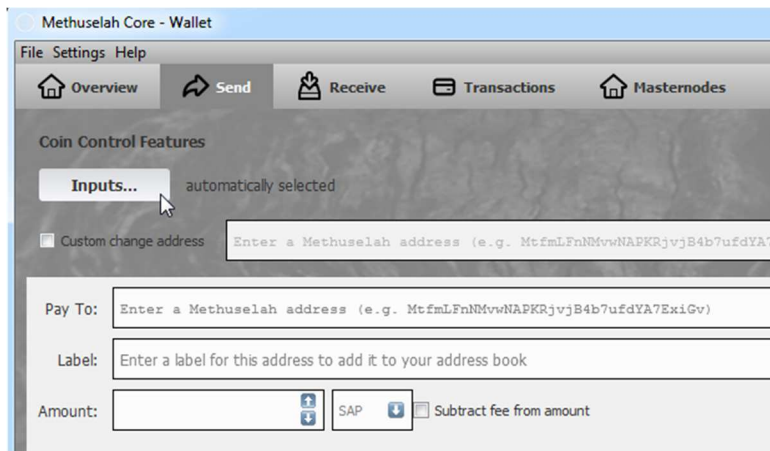 Methuselah Core - Wallet
File Settings Help
Overview Send Receive Transactions Masternodes
Coin Control Features
Inputs... automatically selected
Custom change address Enter a Methuselah address (e.g. MtfmLFnNMvwNAPKRjvjB4b7ufdYA7
Pay To: Enter a Methuselah address (e.g. MtfmLFnNMvwNAPKRjvjB4b7ufdYA7ExiGv)
Label: Enter a label for this address to add it to your address book
Amount: SAP Subtract fee from amount